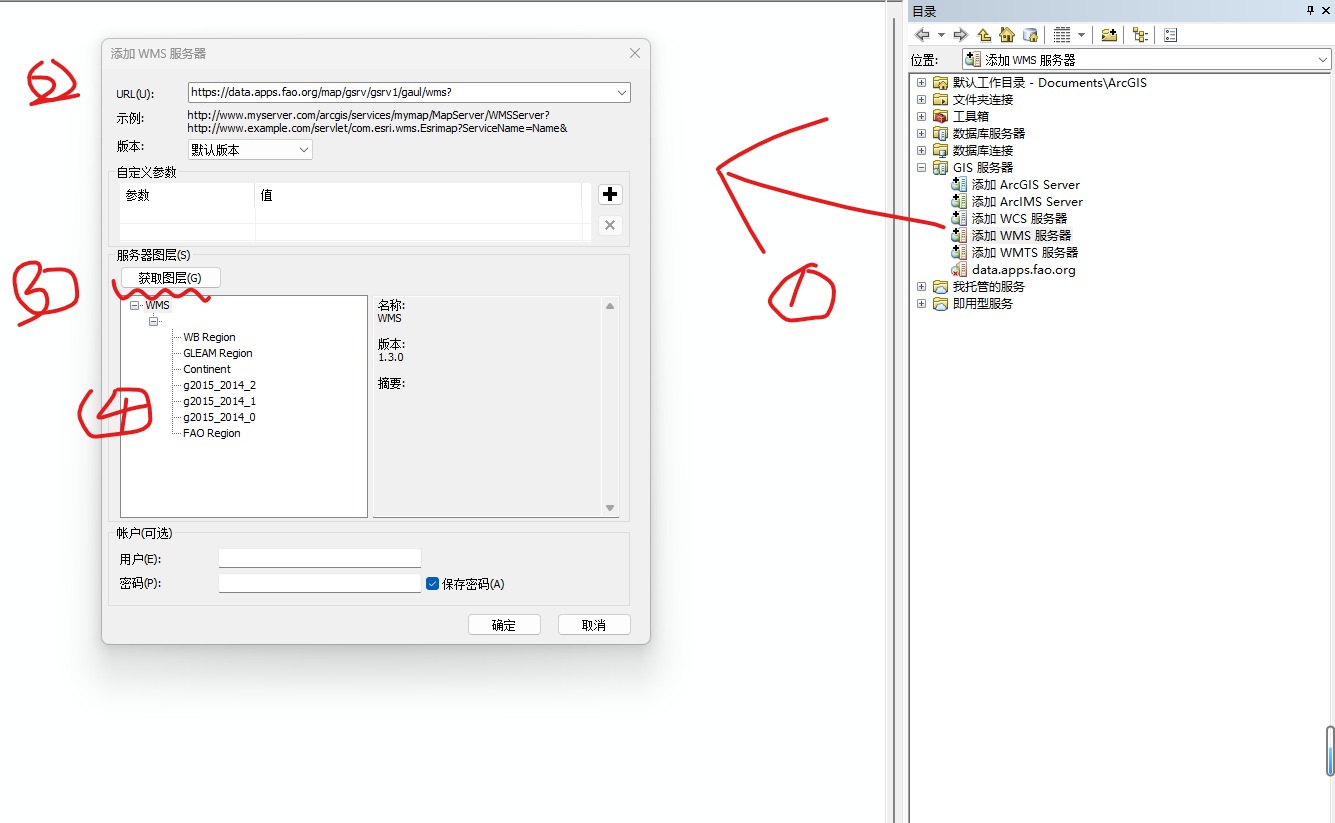 添加 WMS 服务器
②
URL(U):
https://data.apps.fao.org/map/gsrv/gsrv1/gaul/wms?
示例:
http://www.myserver.com/arcgis/services/mymap/MapServer/WMSServer?
http://www.example.com/servlet/com.esri.wms.Esrimap?ServiceName=Name&
版本:
默认版本
自定义参数
参数 值
服务器图层(S)
③
获取图层(G)
WMS
WB Region
GLEAM Region
Continent
g2015_2014_2
g2015_2014_1
g2015_2014_0
FAO Region
④
名称:
WMS
版本:
1.3.0
摘要:
帐户(可选)
用户(E):
密码(P):
保存密码(A)
确定 取消
①
目录
位置: 添加 WMS 服务器
默认工作目录 - Documents\ArcGIS
文件夹连接
工具箱
数据库服务器
数据库连接
GIS 服务器
添加 ArcGIS Server
添加 ArcIMS Server
添加 WCS 服务器
添加 WMS 服务器
添加 WMTS 服务器
data.apps.fao.org
我托管的服务
即用型服务